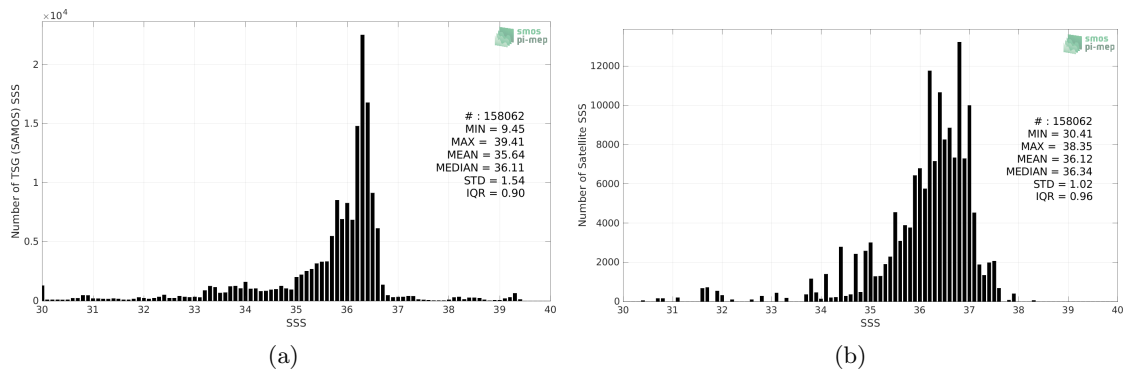 ×10⁴
Number of TSG (SAMOS) SSS
2
1.5
1
0.5
0
smos
pi-mep
# : 158062
MIN = 9.45
MAX = 39.41
MEAN = 35.64
MEDIAN = 36.11
STD = 1.54
IQR = 0.90
30 31 32 33 34 35 36 37 38 39 40
SSS
(a)
Number of Satellite SSS
12000
10000
8000
6000
4000
2000
0
smos
pi-mep
# : 158062
MIN = 30.41
MAX = 38.35
MEAN = 36.12
MEDIAN = 36.34
STD = 1.02
IQR = 0.96
30 31 32 33 34 35 36 37 38 39 40
SSS
(b)